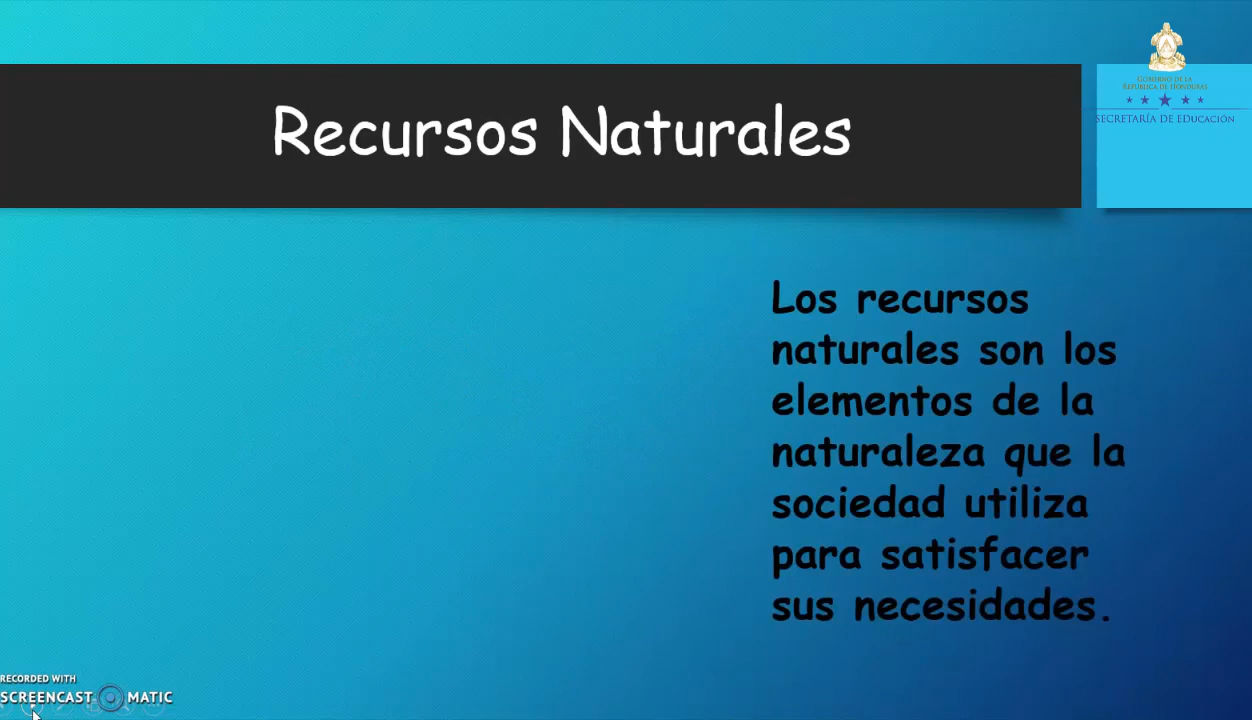 GOBIERNO DE LA
REPÚBLICA DE HONDURAS
SECRETARÍA DE EDUCACIÓN
Recursos Naturales
Los recursos
naturales son los
elementos de la
naturaleza que la
sociedad utiliza
para satisfacer
sus necesidades.
RECORDED WITH
SCREENCAST MATIC